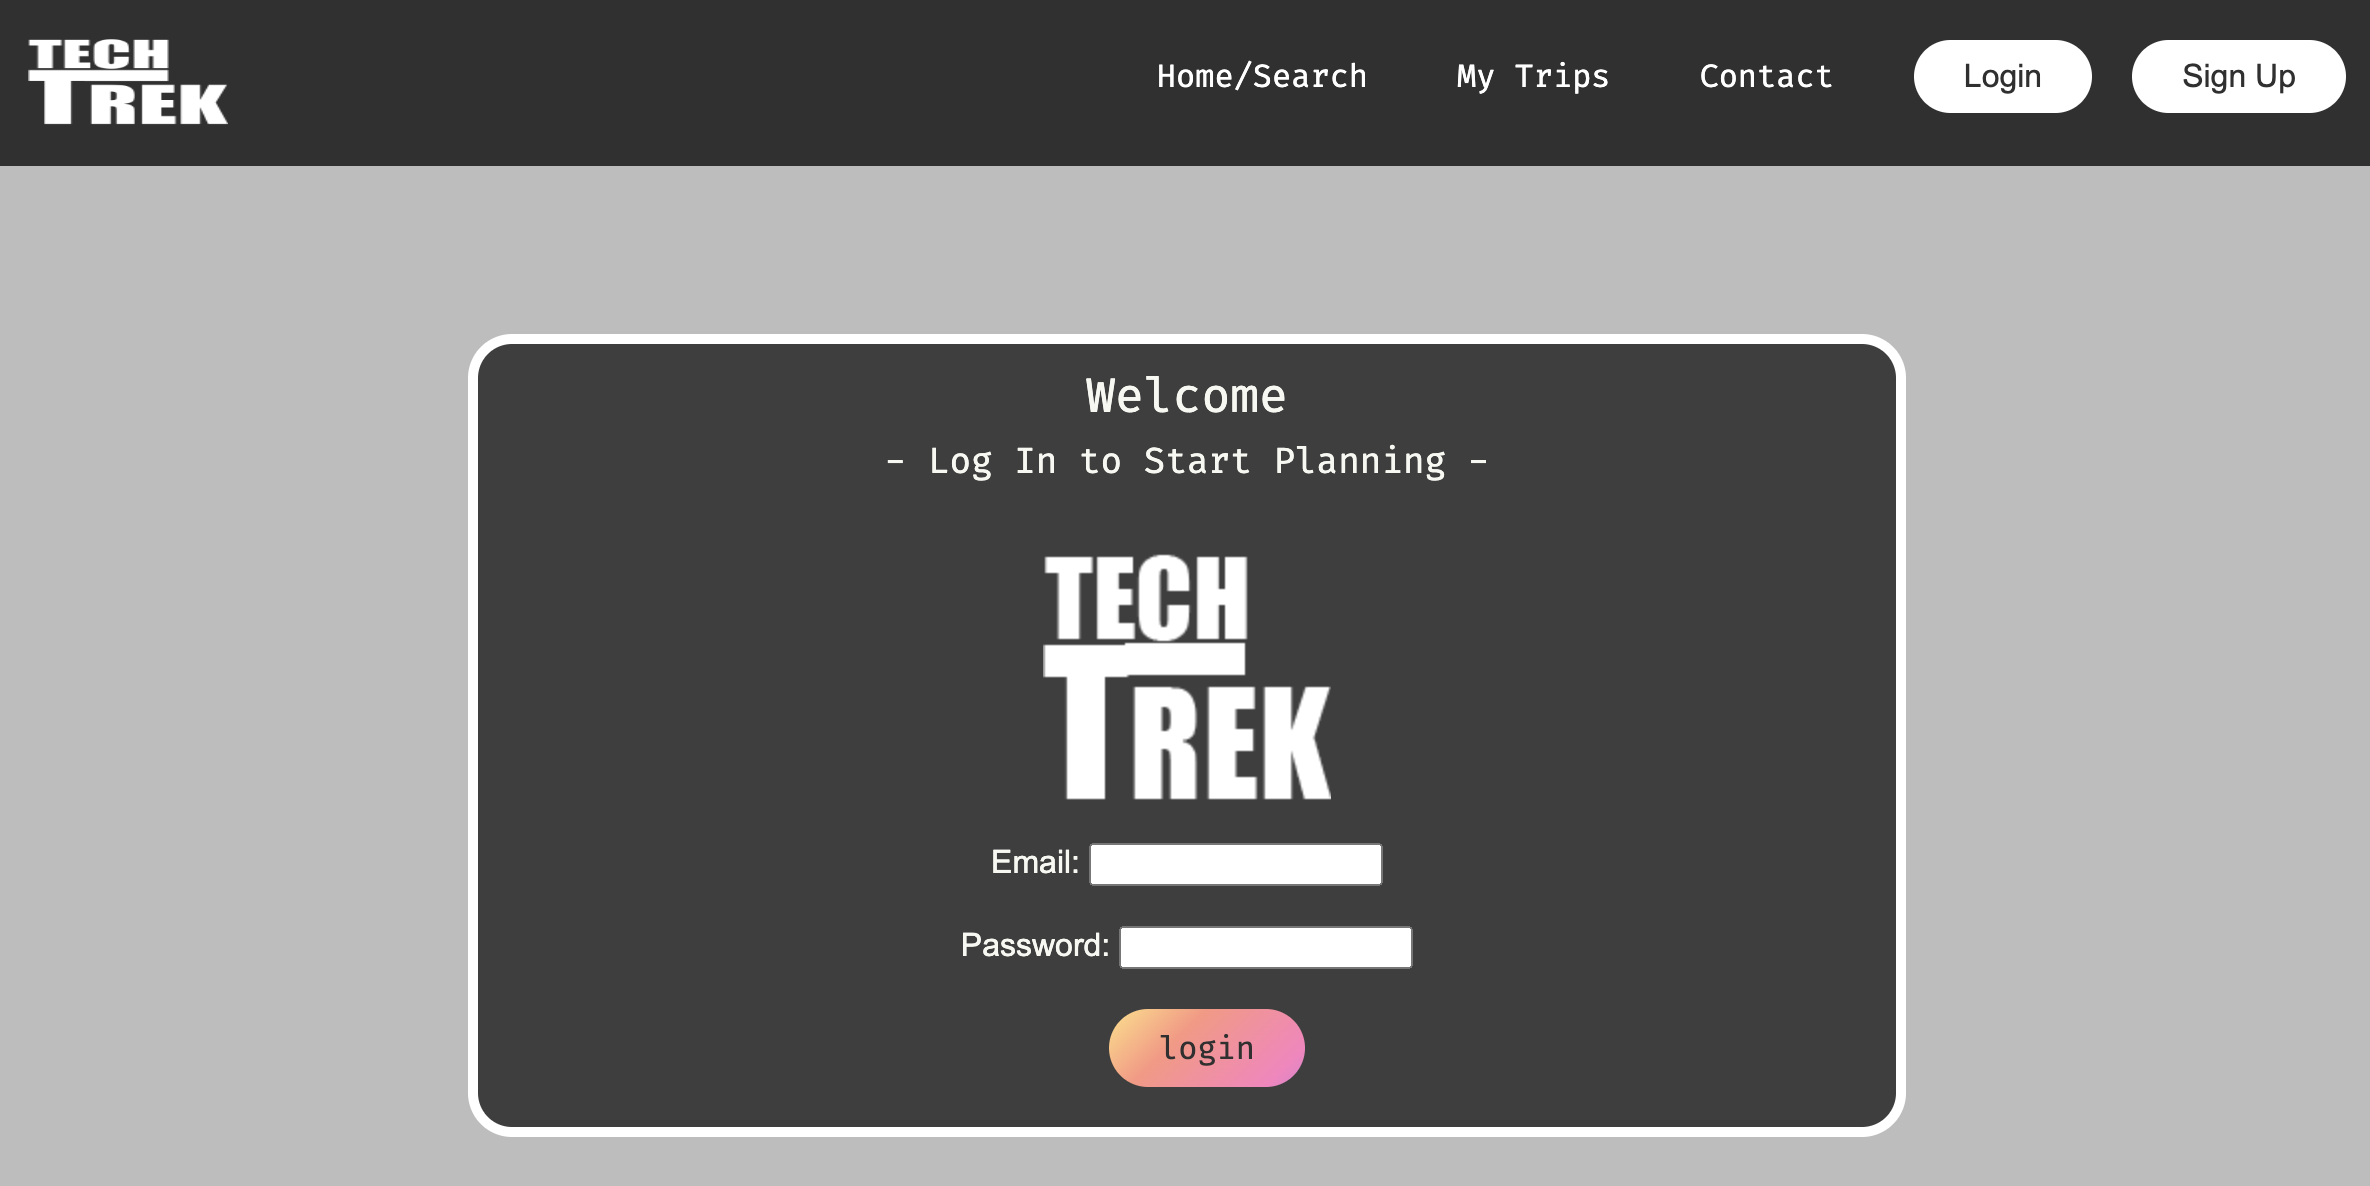 TECH
TREK
Home/Search
My Trips
Contact
Login
Sign Up
Welcome
- Log In to Start Planning -
TECH
TREK
Email:
Password:
login